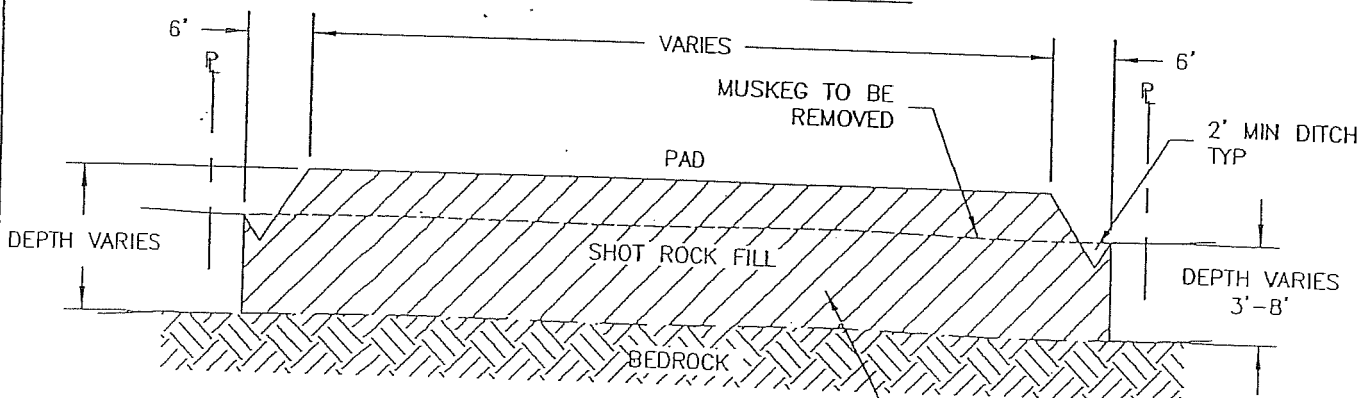 6'
VARIES
6'
℄
MUSKEG TO BE
REMOVED
℄
2' MIN DITCH
TYP
PAD
DEPTH VARIES
SHOT ROCK FILL
DEPTH VARIES
3'-8'
BEDROCK